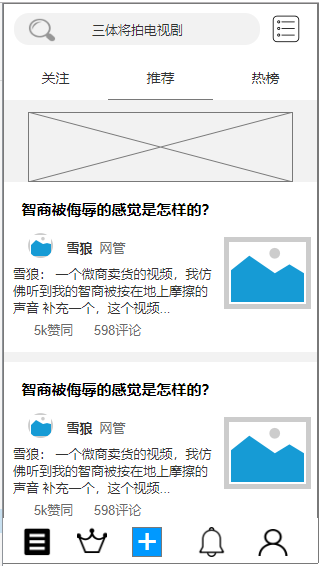 三体将拍电视剧
关注 推荐 热榜
智商被侮辱的感觉是怎样的?
雪狼 网管
雪狼: 一个微商卖货的视频，我仿
佛听到我的智商被按在地上摩擦的
声音 补充一个，这个视频...
5k赞同 598评论
智商被侮辱的感觉是怎样的?
雪狼 网管
雪狼: 一个微商卖货的视频，我仿
佛听到我的智商被按在地上摩擦的
声音 补充一个，这个视频...
5k赞同 598评论